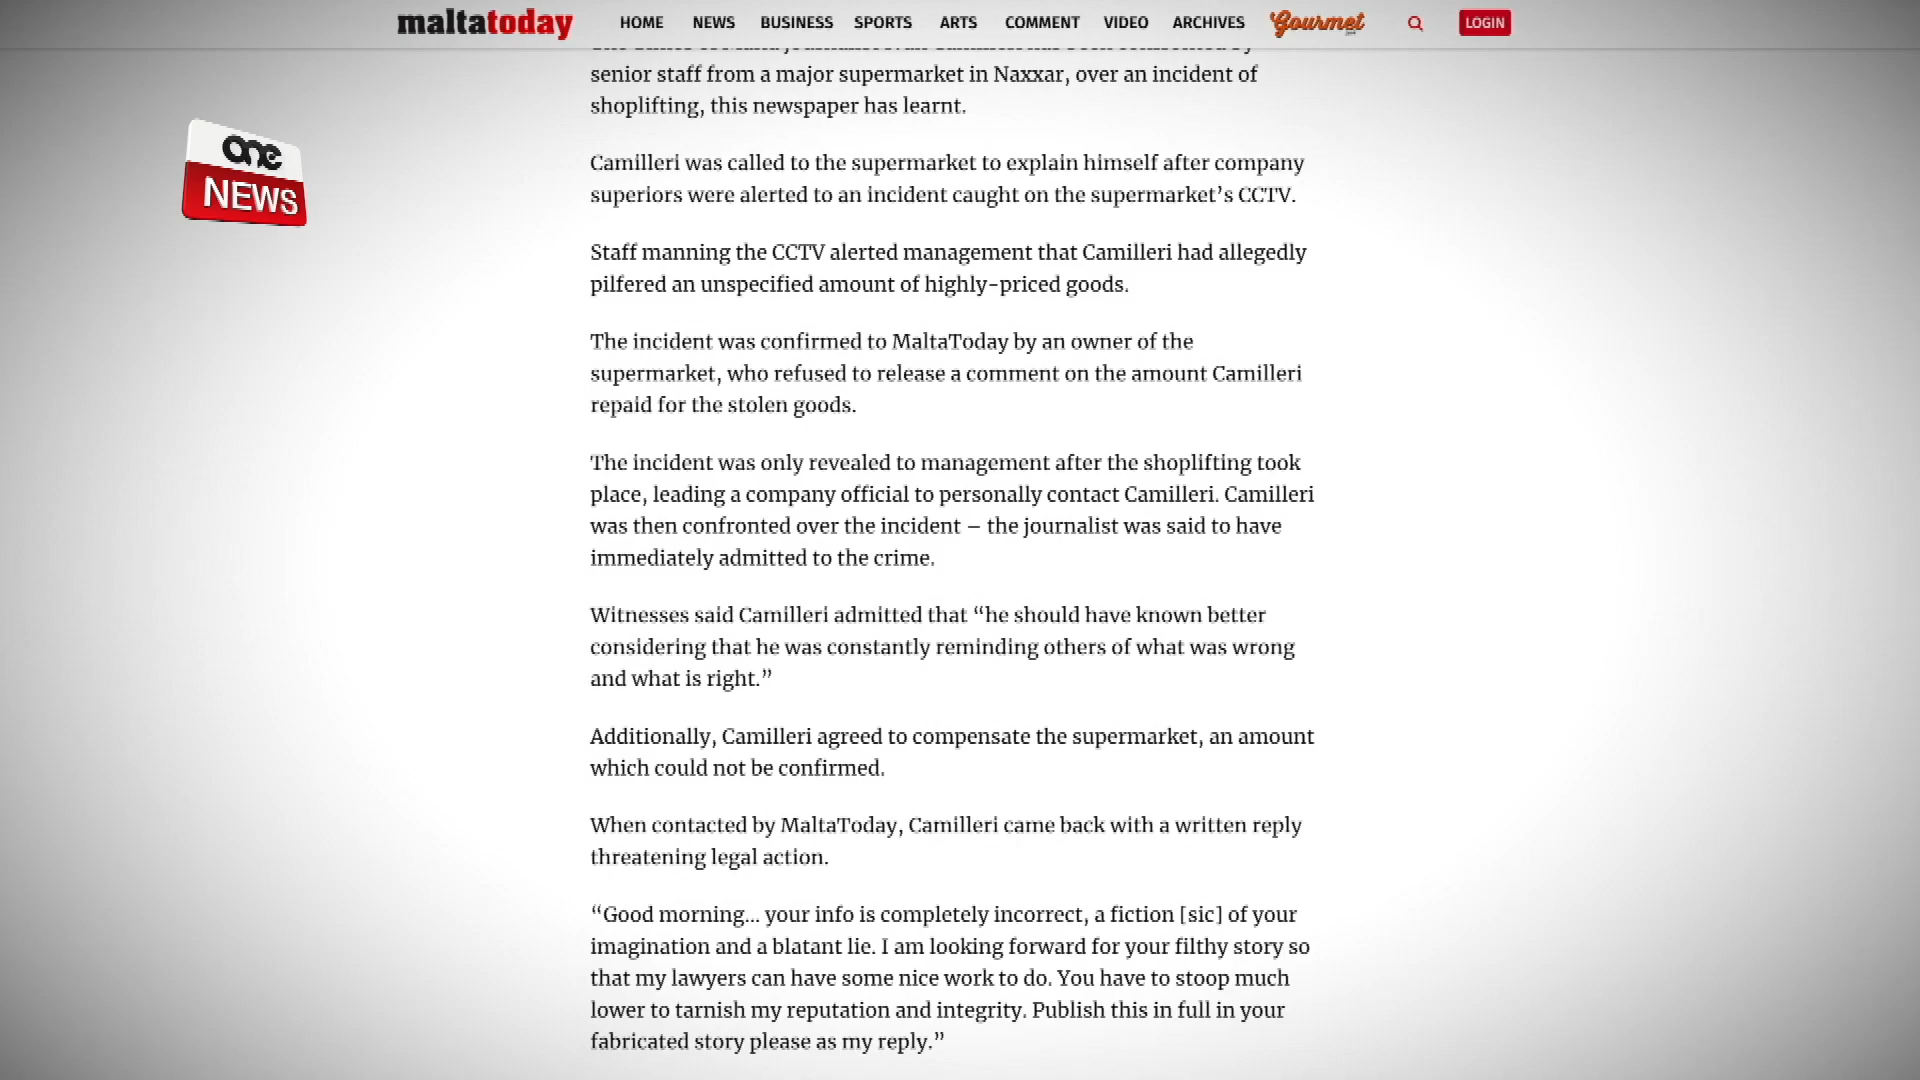 maltatoday HOME NEWS BUSINESS SPORTS ARTS COMMENT VIDEO ARCHIVES Gourmet LOGIN
senior staff from a major supermarket in Naxxar, over an incident of
shoplifting, this newspaper has learnt.
one
NEWS
Camilleri was called to the supermarket to explain himself after company
superiors were alerted to an incident caught on the supermarket’s CCTV.
Staff manning the CCTV alerted management that Camilleri had allegedly
pilfered an unspecified amount of highly-priced goods.
The incident was confirmed to MaltaToday by an owner of the
supermarket, who refused to release a comment on the amount Camilleri
repaid for the stolen goods.
The incident was only revealed to management after the shoplifting took
place, leading a company official to personally contact Camilleri. Camilleri
was then confronted over the incident – the journalist was said to have
immediately admitted to the crime.
Witnesses said Camilleri admitted that “he should have known better
considering that he was constantly reminding others of what was wrong
and what is right.”
Additionally, Camilleri agreed to compensate the supermarket, an amount
which could not be confirmed.
When contacted by MaltaToday, Camilleri came back with a written reply
threatening legal action.
“Good morning... your info is completely incorrect, a fiction [sic] of your
imagination and a blatant lie. I am looking forward for your filthy story so
that my lawyers can have some nice work to do. You have to stoop much
lower to tarnish my reputation and integrity. Publish this in full in your
fabricated story please as my reply.”